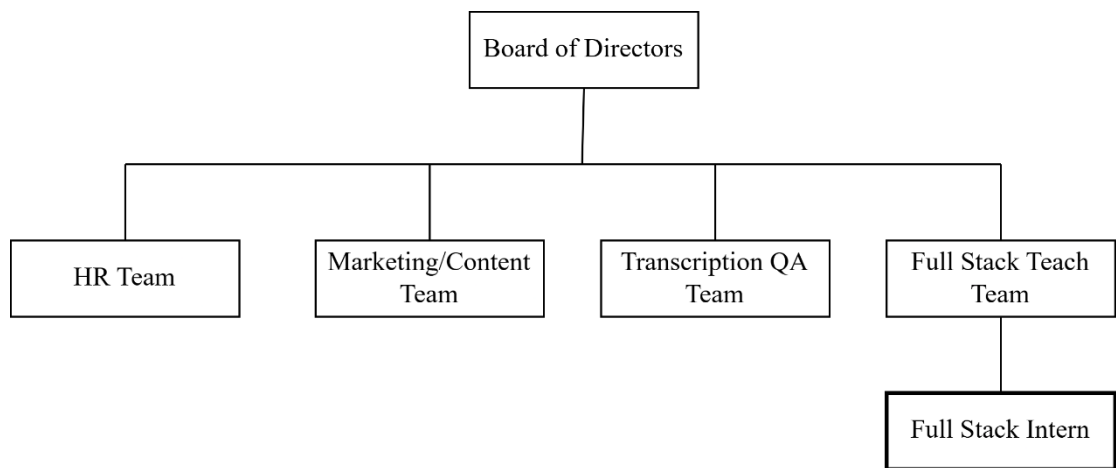 Board of Directors
HR Team
Marketing/Content
Team
Transcription QA
Team
Full Stack Teach
Team
Full Stack Intern